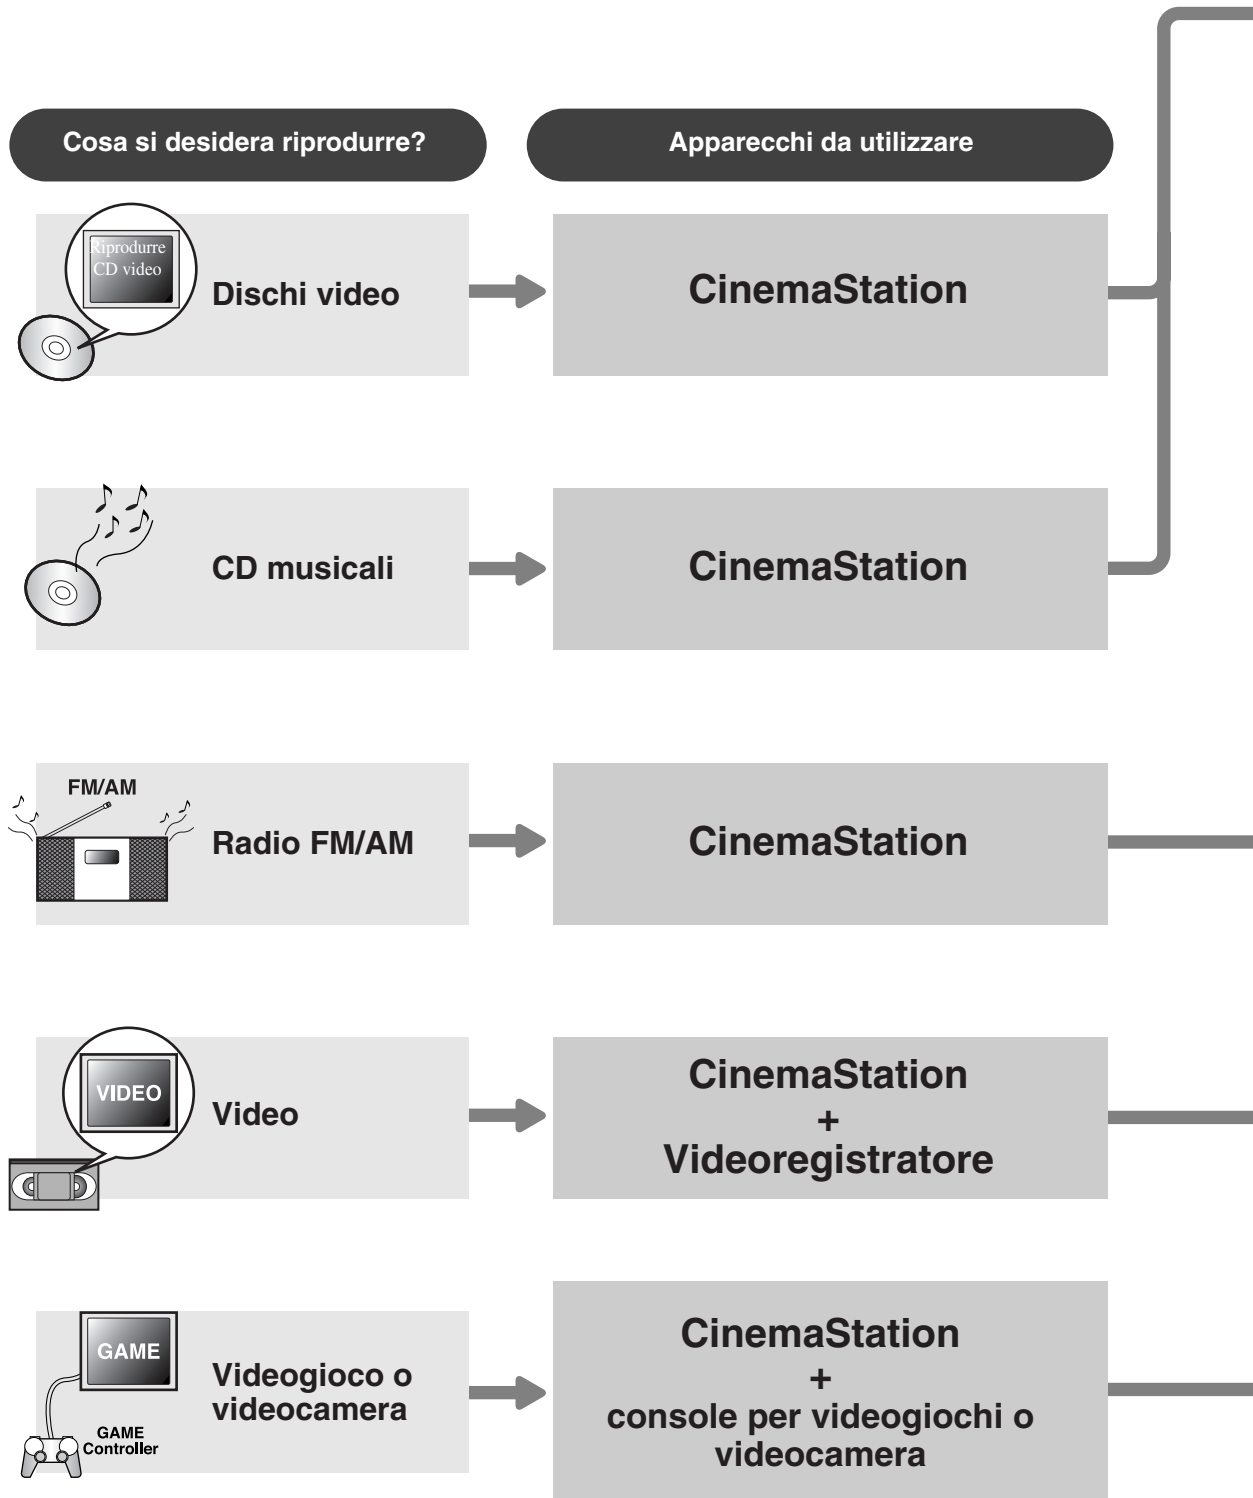 Cosa si desidera riprodurre?
Apparecchi da utilizzare
Riprodurre
CD video
Dischi video
CinemaStation
CD musicali
CinemaStation
FM/AM
Radio FM/AM
CinemaStation
VIDEO
Video
CinemaStation
+
Videoregistratore
GAME
GAME
Controller
Videogioco o
videocamera
CinemaStation
+
console per videogiochi o
videocamera